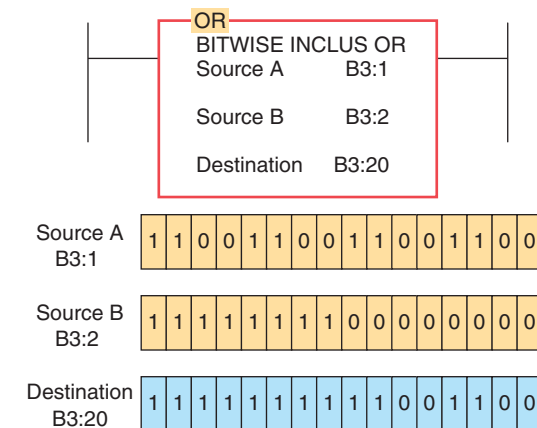 OR
BITWISE INCLUS OR
Source A B3:1
Source B B3:2
Destination B3:20
Source A
B3:1
1 1 0 0 1 1 0 0 1 1 0 0 1 1 0 0
Source B
B3:2
1 1 1 1 1 1 1 1 0 0 0 0 0 0 0 0
Destination
B3:20
1 1 1 1 1 1 1 1 1 1 0 0 1 1 0 0